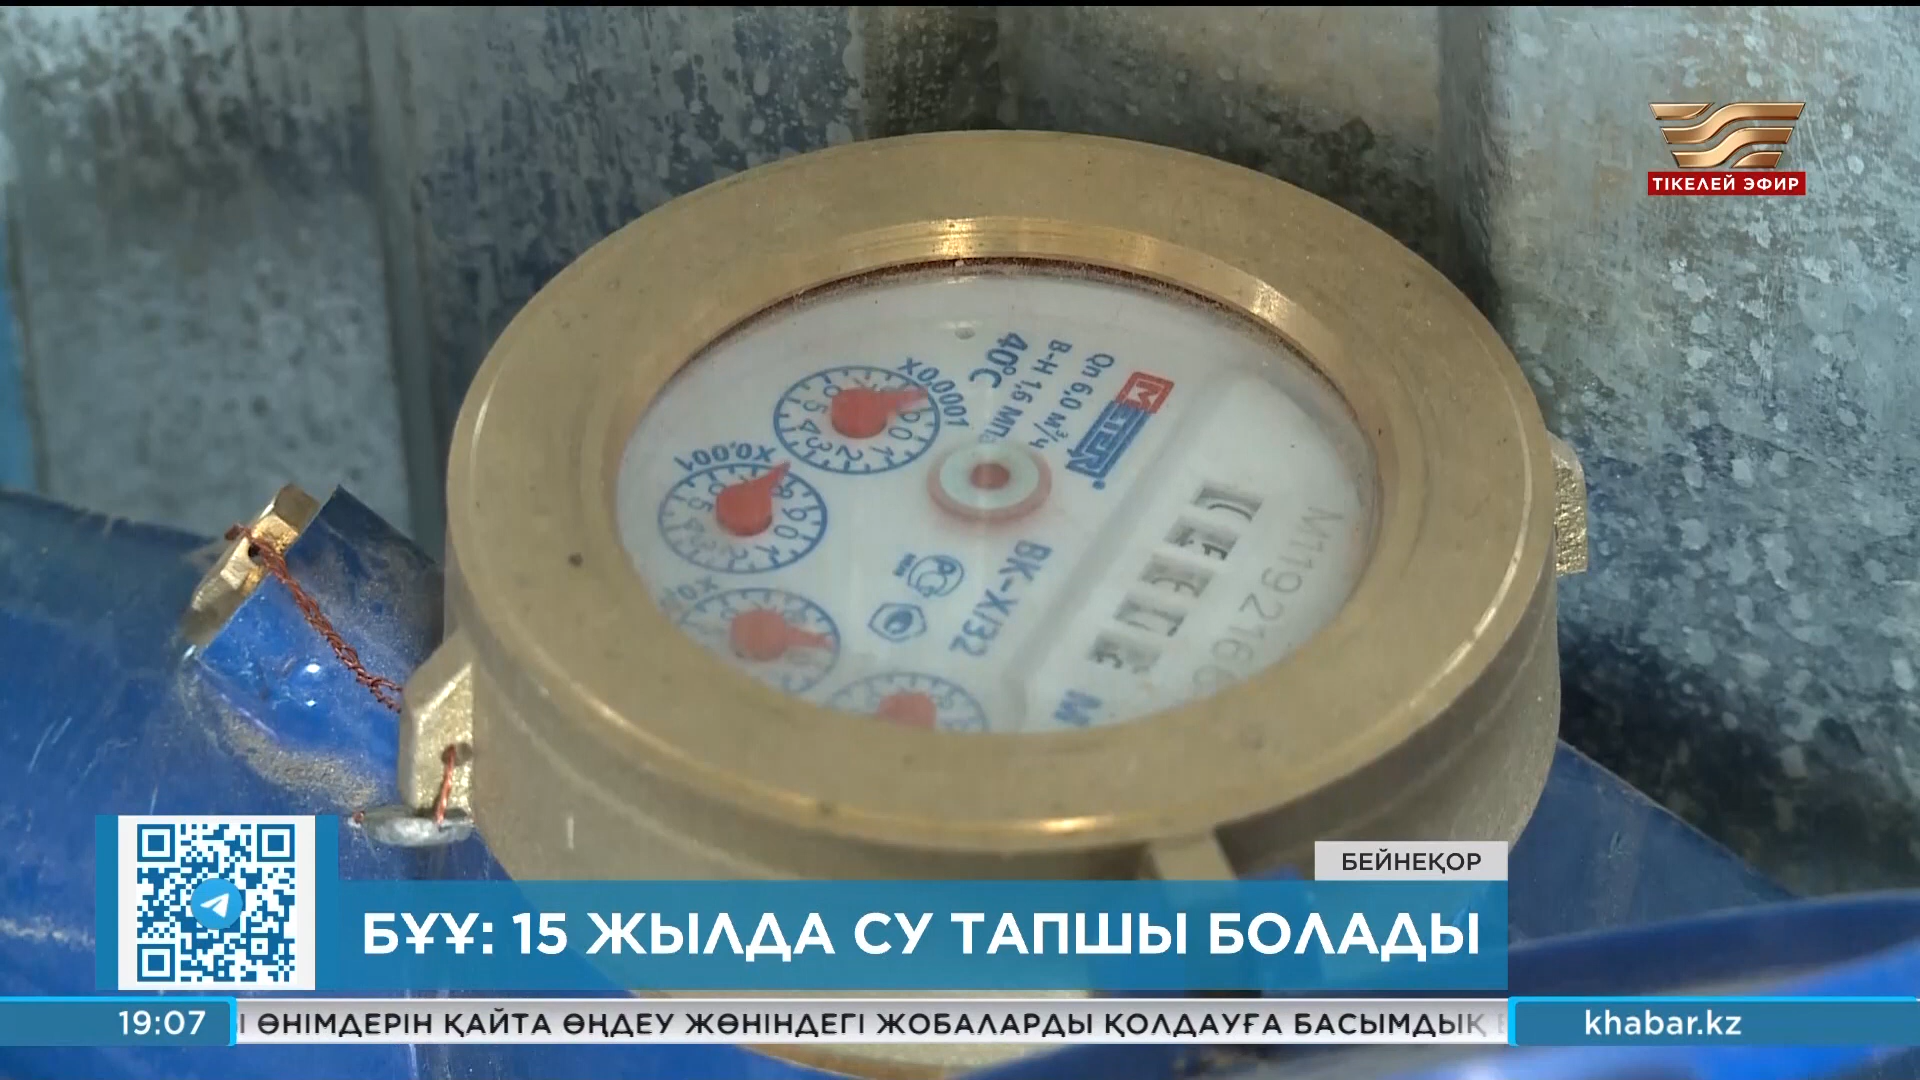 ТІКЕЛЕЙ ЭФИР
METER
Qn 6,0 м³/ч
В-Н 1,6 МПа
40°C
X0.0001
X0.001
ВК-Х/32
БЕЙНЕҚОР
БҰҰ: 15 ЖЫЛДА СУ ТАПШЫ БОЛАДЫ
19:07
ӨНІМДЕРІН ҚАЙТА ӨҢДЕУ ЖӨНІНДЕГІ ЖОБАЛАРДЫ ҚОЛДАУҒА БАСЫМДЫҚ
khabar.kz